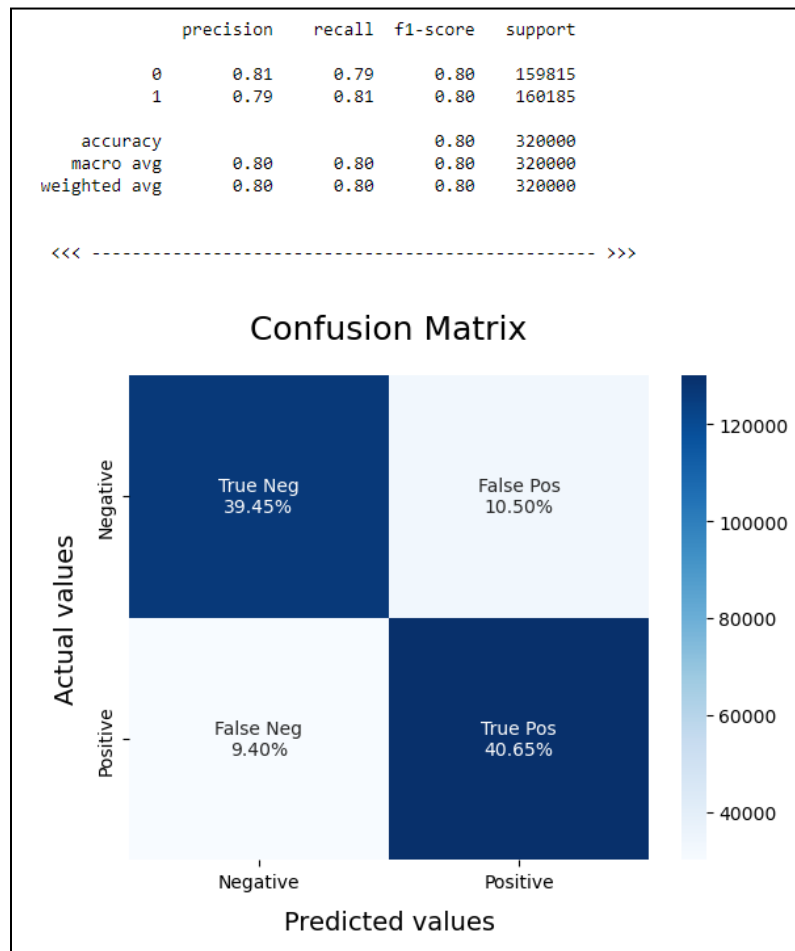 precision recall f1-score support
0 0.81 0.79 0.80 159815
1 0.79 0.81 0.80 160185
accuracy 0.80 320000
macro avg 0.80 0.80 0.80 320000
weighted avg 0.80 0.80 0.80 320000
<<< -------------------------------------------------- >>>
Confusion Matrix
Actual values
Negative
Positive
True Neg
39.45%
False Pos
10.50%
False Neg
9.40%
True Pos
40.65%
Negative
Positive
Predicted values
120000
100000
80000
60000
40000